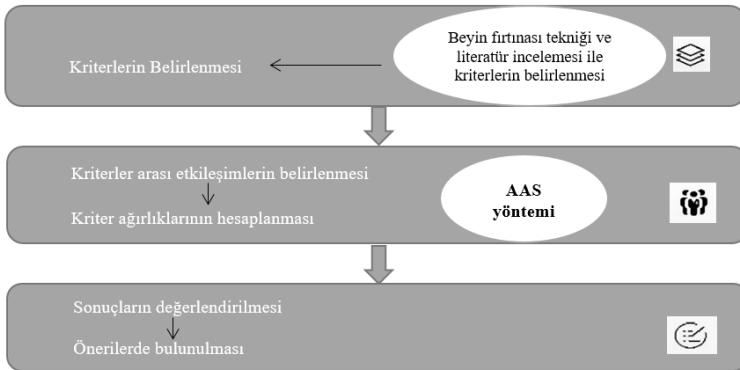 Kriterlerin Belirlenmesi
Beyin fırtınası tekniği ve
literatür incelemesi ile
kriterlerin belirlenmesi
Kriterler arası etkileşimlerin belirlenmesi
Kriter ağırlıklarının hesaplanması
AAS
yöntemi
Sonuçların değerlendirilmesi
Önerilerde bulunulması